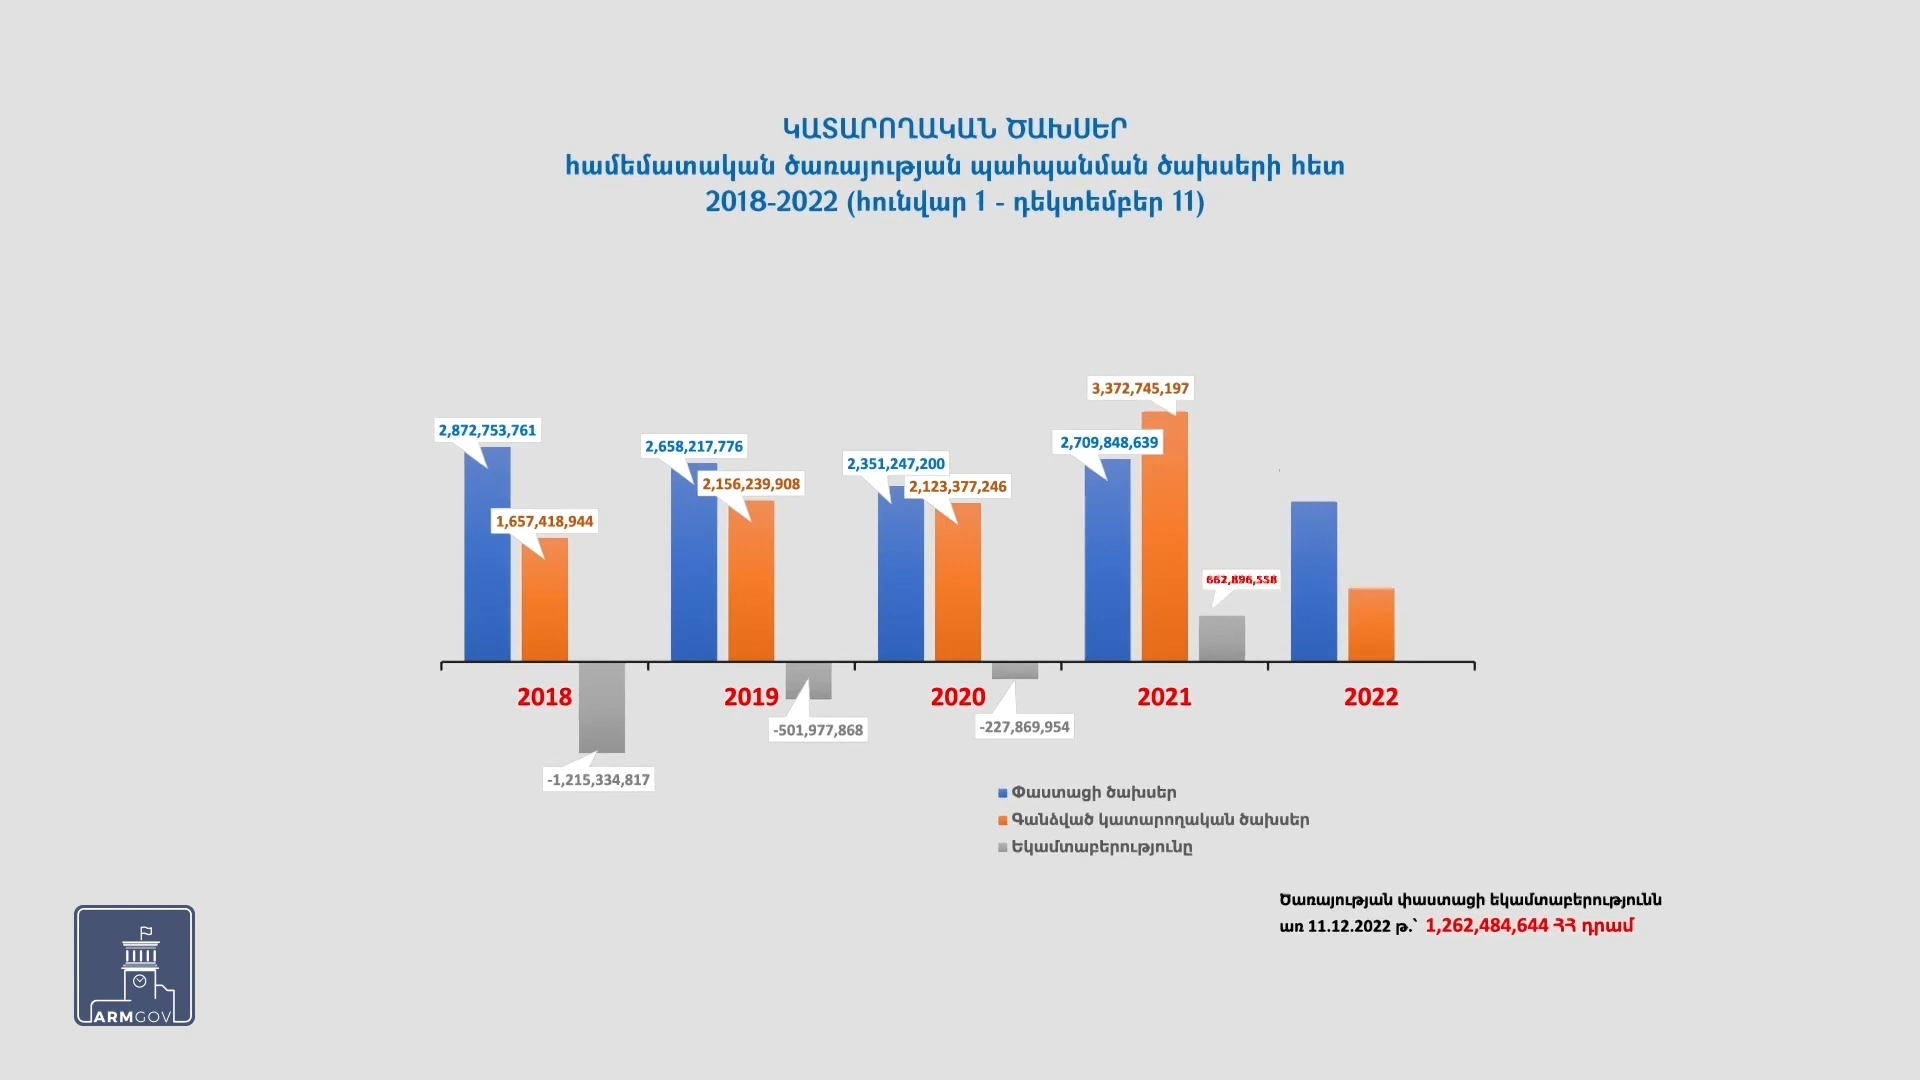 ԿԱՏԱՐՈՂԱԿԱՆ ԾԱԽՍԵՐ
համեմատական ծառայության պահպանման ծախսերի հետ
2018-2022 (հունվար 1 - դեկտեմբեր 11)
3,372,745,197
2,872,753,761
2,658,217,776
2,709,848,639
2,351,247,200
2,156,239,908
2,123,377,246
1,657,418,944
662,896,558
2018
2019
2020
2021
2022
-501,977,868
-227,869,954
-1,215,334,817
Փաստացի ծախսեր
Գանձված կատարողական ծախսեր
Եկամտաբերությունը
Ծառայության փաստացի եկամտաբերությունն
առ 11.12.2022 թ.՝ 1,262,484,644 ՀՀ դրամ
ARMGOV